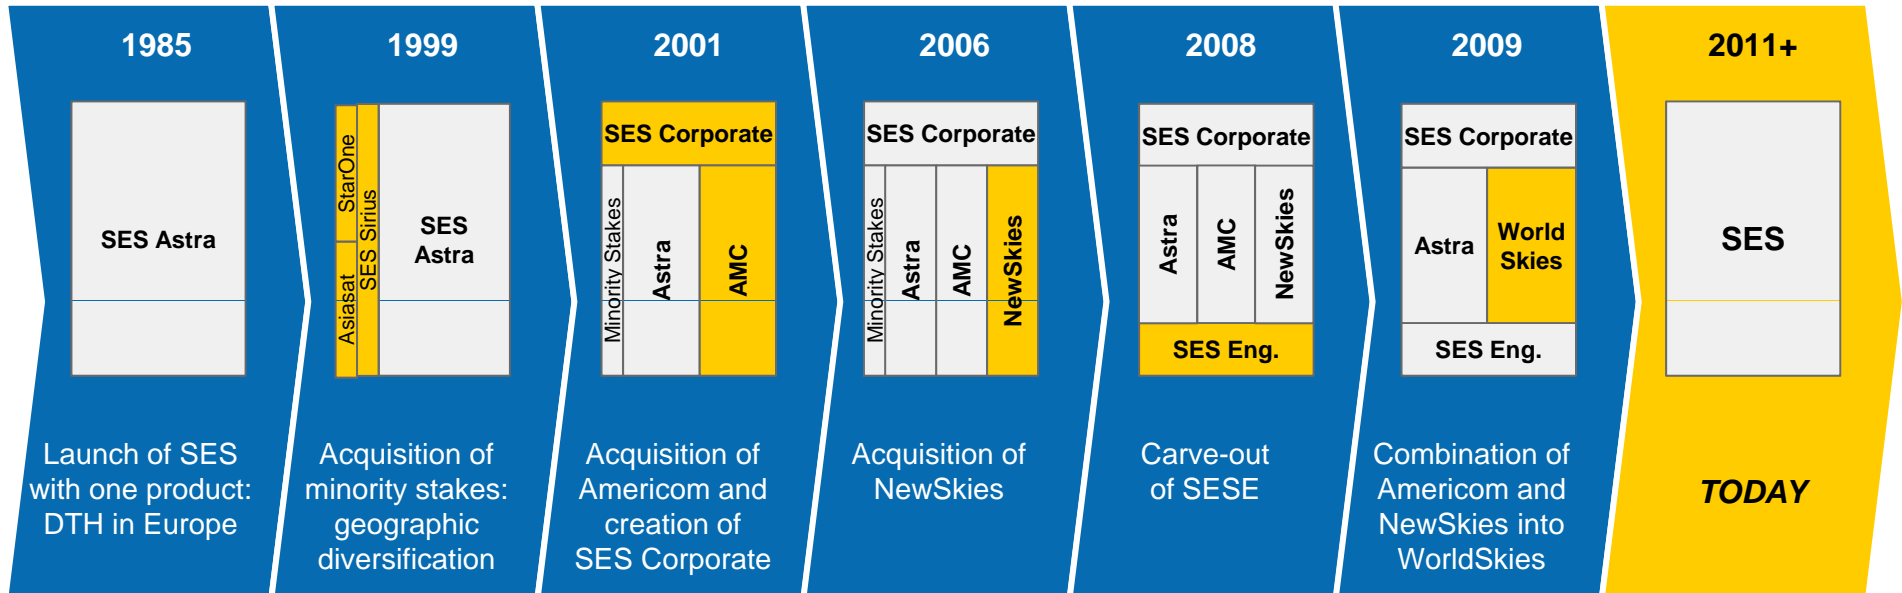 1985
SES Astra
Launch of SES
with one product:
DTH in Europe
1999
StarOne
Asiasat
SES Sirius
SES
Astra
Acquisition of
minority stakes:
geographic
diversification
2001
SES Corporate
Minority Stakes
Astra
AMC
Acquisition of
Americom and
creation of
SES Corporate
2006
SES Corporate
Minority Stakes
Astra
AMC
NewSkies
Acquisition of
NewSkies
2008
SES Corporate
Astra
AMC
NewSkies
SES Eng.
Carve-out
of SESE
2009
SES Corporate
Astra
World
Skies
SES Eng.
Combination of
Americom and
NewSkies into
WorldSkies
2011+
SES
TODAY